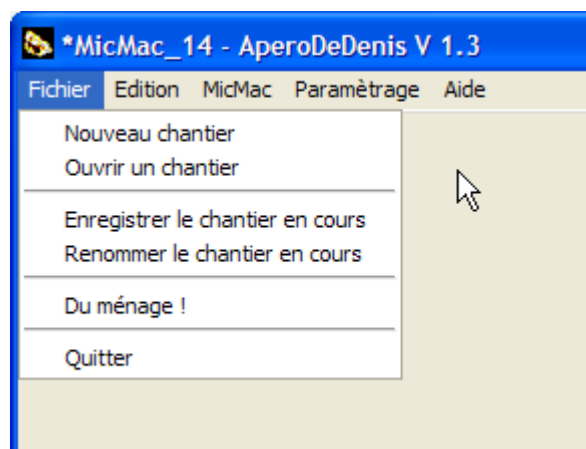 *MicMac_14 - AperoDeDenis V 1.3
Fichier Edition MicMac Paramètrage Aide
Nouveau chantier
Ouvrir un chantier
Enregistrer le chantier en cours
Renommer le chantier en cours
Du ménage !
Quitter